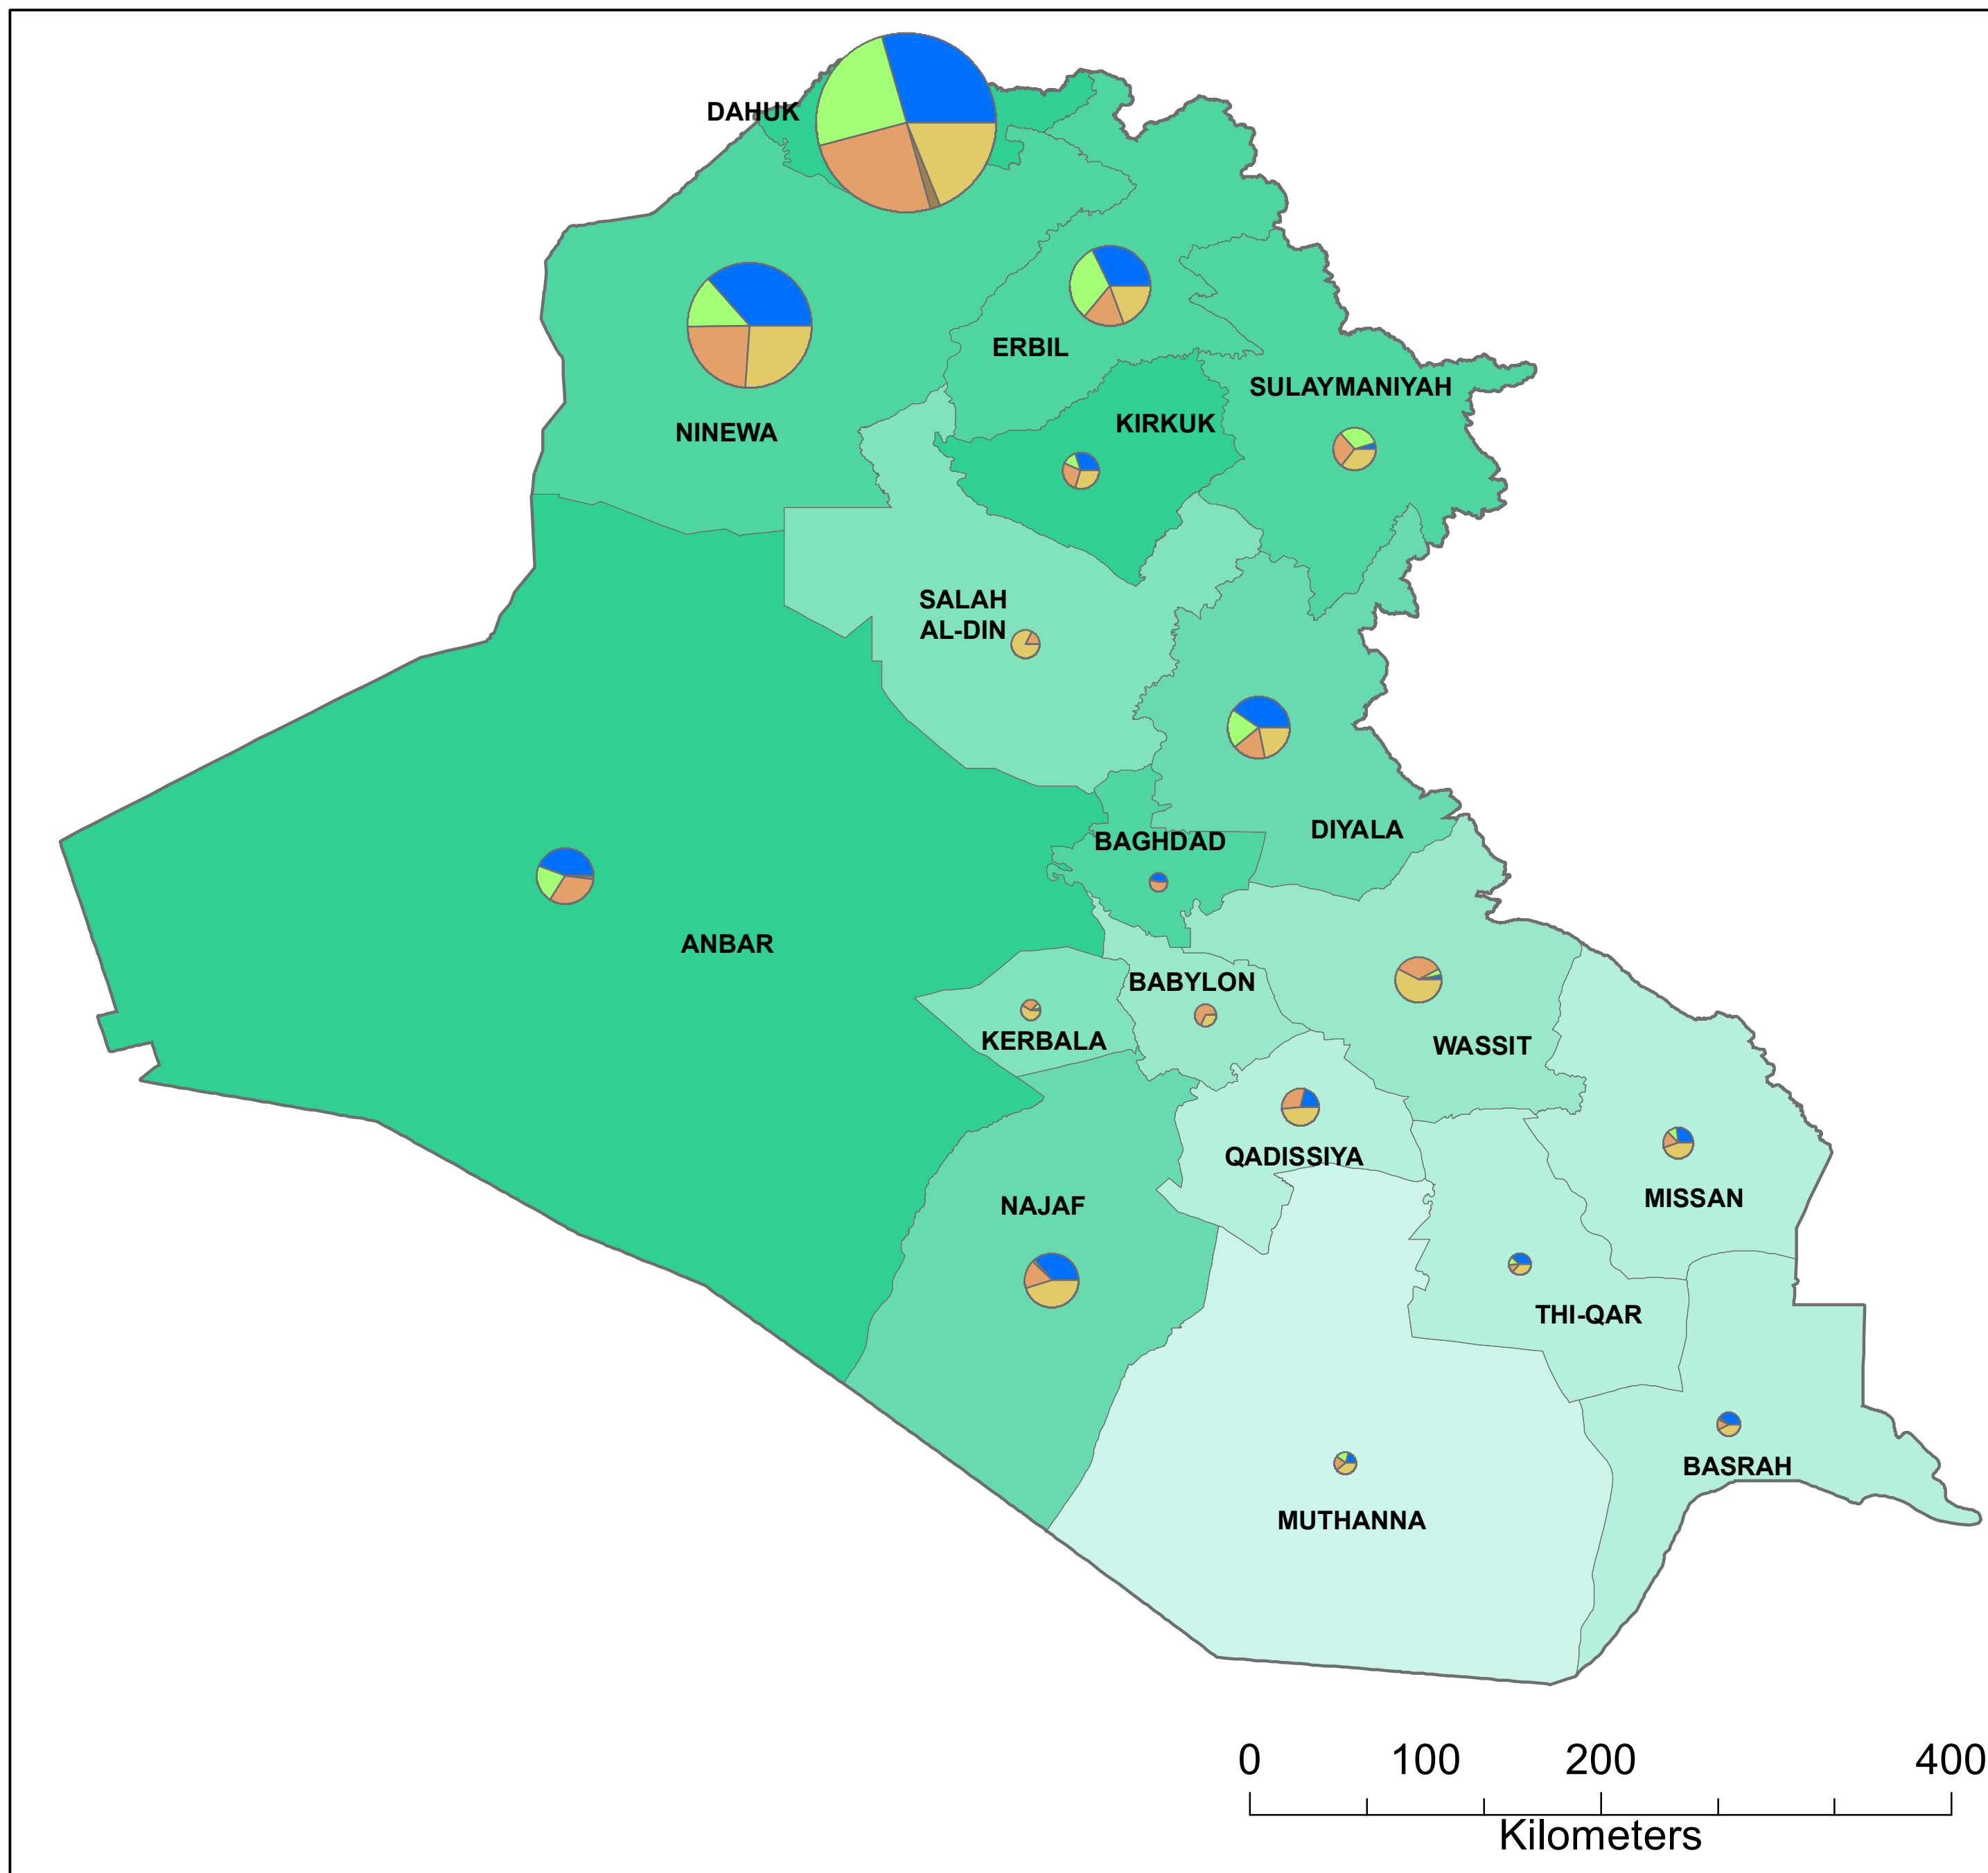 DAHUK
ERBIL
SULAYMANIYAH
KIRKUK
NINEWA
SALAH
AL-DIN
DIYALA
BAGHDAD
ANBAR
BABYLON
KERBALA
WASSIT
QADISSIYA
MISSAN
NAJAF
THI-QAR
BASRAH
MUTHANNA
0 100 200 400
Kilometers